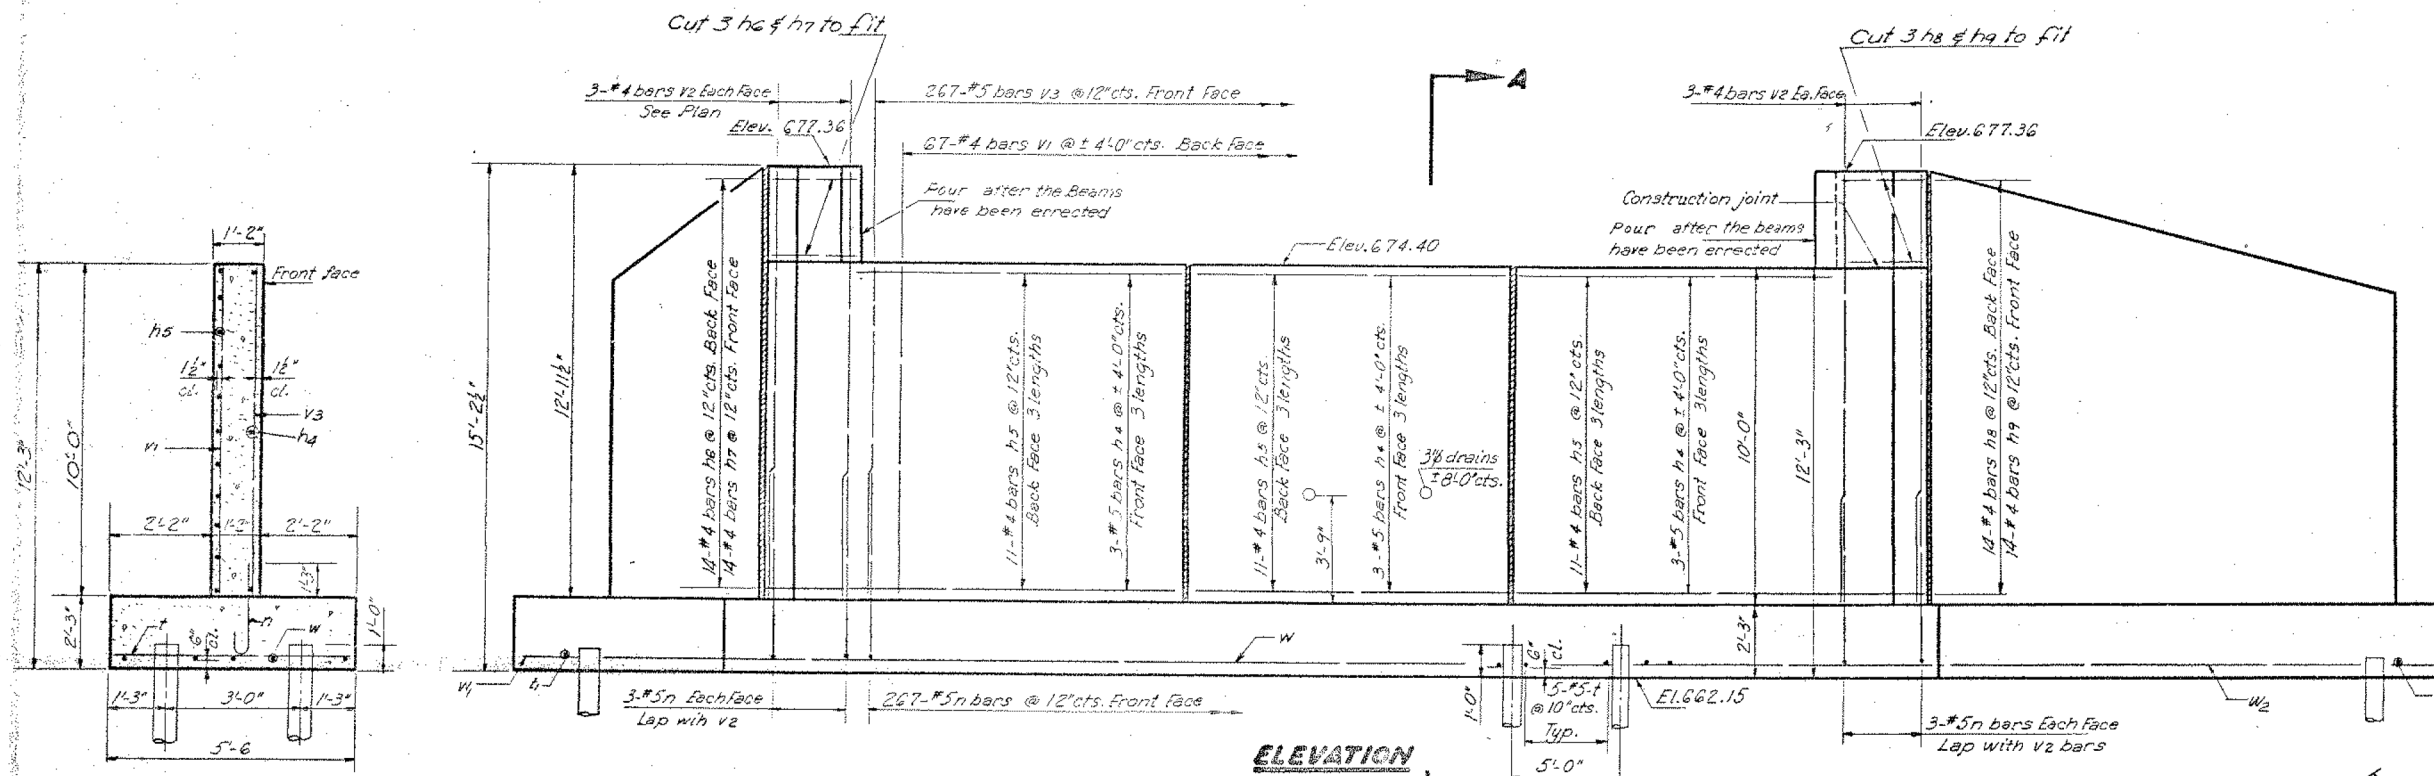 Cut 3 h6 & h7 to fit
Cut 3 h8 & h9 to fit
3-#4 bars v2 Each Face
See Plan
267-#5 bars v3 @ 12"cts. Front Face
A
3-#4 bars v2 Ea. Face
Elev. 677.36
67-#4 bars v1 @ ± 4'-0"cts. Back Face
Elev. 677.36
Pour after the Beams
have been errected
Construction joint
Pour after the beams
have been errected
Elev. 674.40
1'-2"
Front face
h5
1½"
cl.
1½"
cl.
v3
h4
v1
12'-3"
10'-0"
2'-2"
1'-2"
2'-2"
1'-3"
2'-3"
t
6"
cl.
n
w
1'-0"
1'-3"
3'-0"
1'-3"
5'-6
15'-2½"
12'-11½"
14-#4 bars h6 @ 12"cts. Back Face
14-#4 bars h7 @ 12"cts. Front Face
11-#4 bars h5 @ 12"cts.
Back Face 3 lengths
3-#5 bars h4 @ ± 4'-0"cts.
Front Face 3 lengths
11-#4 bars h5 @ 12"cts.
Back Face 3 lengths
3'-9"
3-#5 bars h4 @ ± 4'-0"cts.
Front Face 3 lengths
3"ø drains
±8'-0"cts.
11-#4 bars h5 @ 12"cts.
Back Face 3 lengths
3-#5 bars h4 @ ± 4'-0"cts.
Front Face 3 lengths
10'-0"
12'-3"
14-#4 bars h8 @ 12"cts. Back Face
14-#4 bars h9 @ 12"cts. Front Face
2'-3"
w
w1
t1
3-#5n Each Face
Lap wih v2
267-#5n bars @ 12"cts. Front Face
1'-0"
6"
cl.
5-#5-t
@ 10"cts.
Typ.
5'-0"
El. 662.15
w2
3-#5n bars Each Face
Lap with v2 bars
ELEVATION